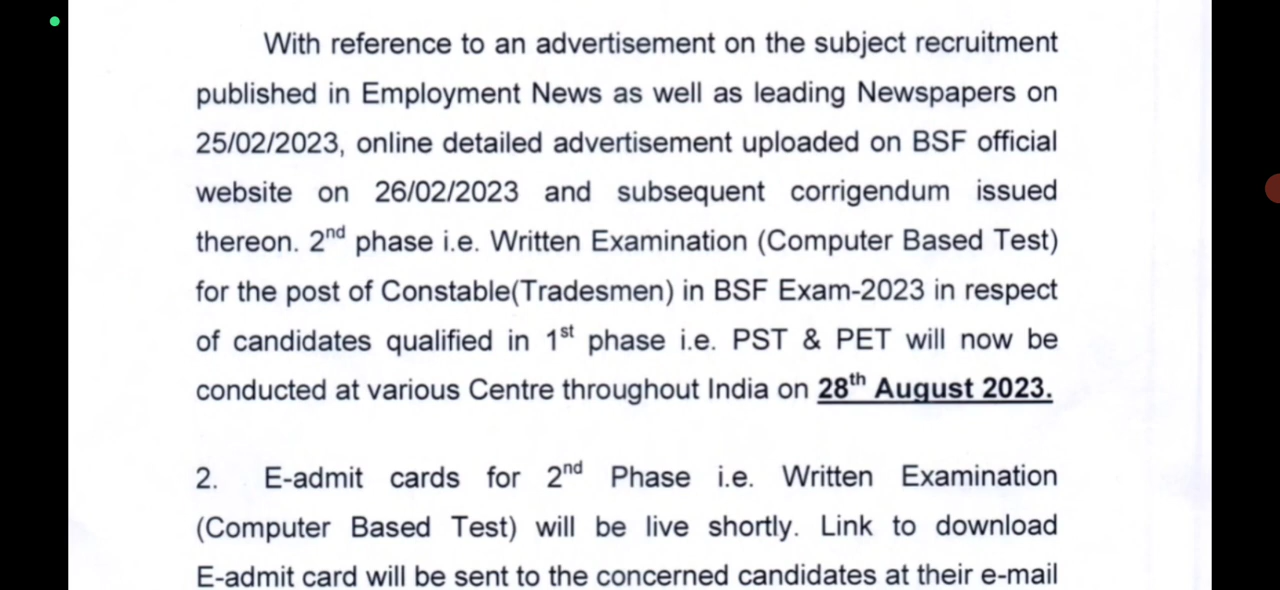 With reference to an advertisement on the subject recruitment
published in Employment News as well as leading Newspapers on
25/02/2023, online detailed advertisement uploaded on BSF official
website on 26/02/2023 and subsequent corrigendum issued
thereon. 2nd phase i.e. Written Examination (Computer Based Test)
for the post of Constable(Tradesmen) in BSF Exam-2023 in respect
of candidates qualified in 1st phase i.e. PST & PET will now be
conducted at various Centre throughout India on 28th August 2023.
2. E-admit cards for 2nd Phase i.e. Written Examination
(Computer Based Test) will be live shortly. Link to download
E-admit card will be sent to the concerned candidates at their e-mail